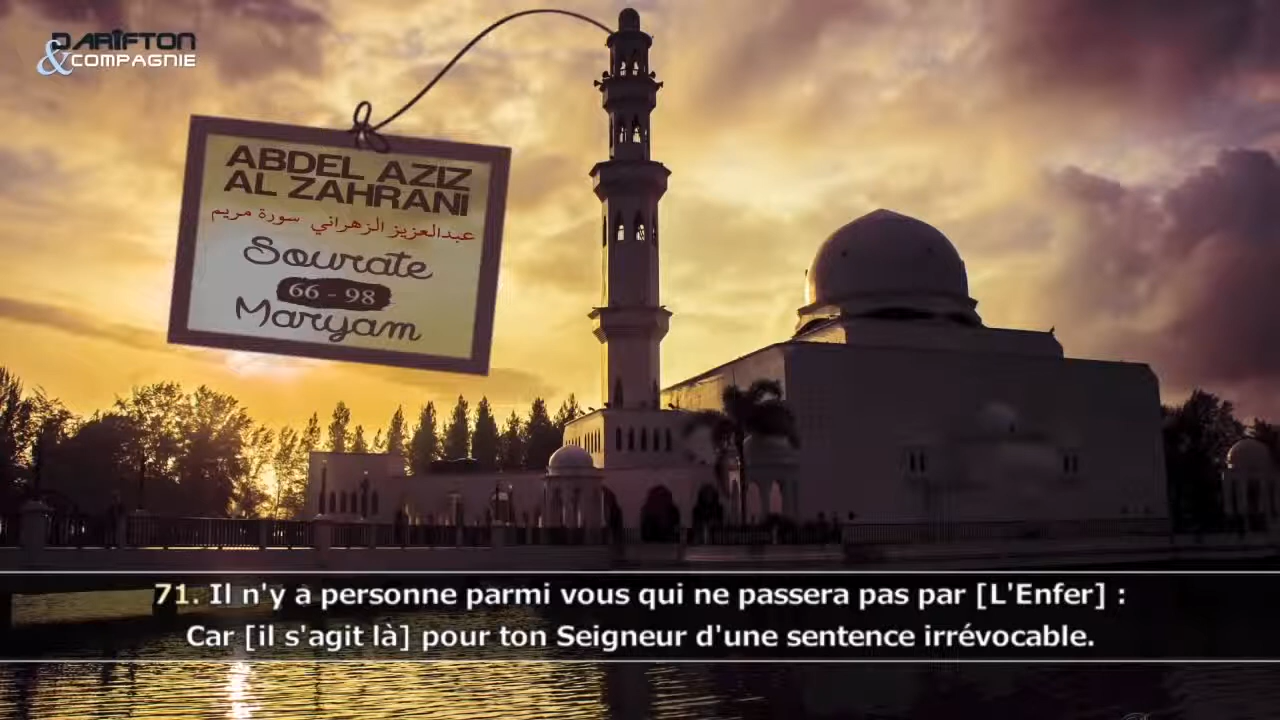 DARIFTON
& COMPAGNIE
ABDEL AZIZ
AL ZAHRANI
عبدالعزيز الزهراني سورة مريم
Sourate
66 - 98
Maryam
71. Il n'y a personne parmi vous qui ne passera pas par [L'Enfer] :
Car [il s'agit là] pour ton Seigneur d'une sentence irrévocable.